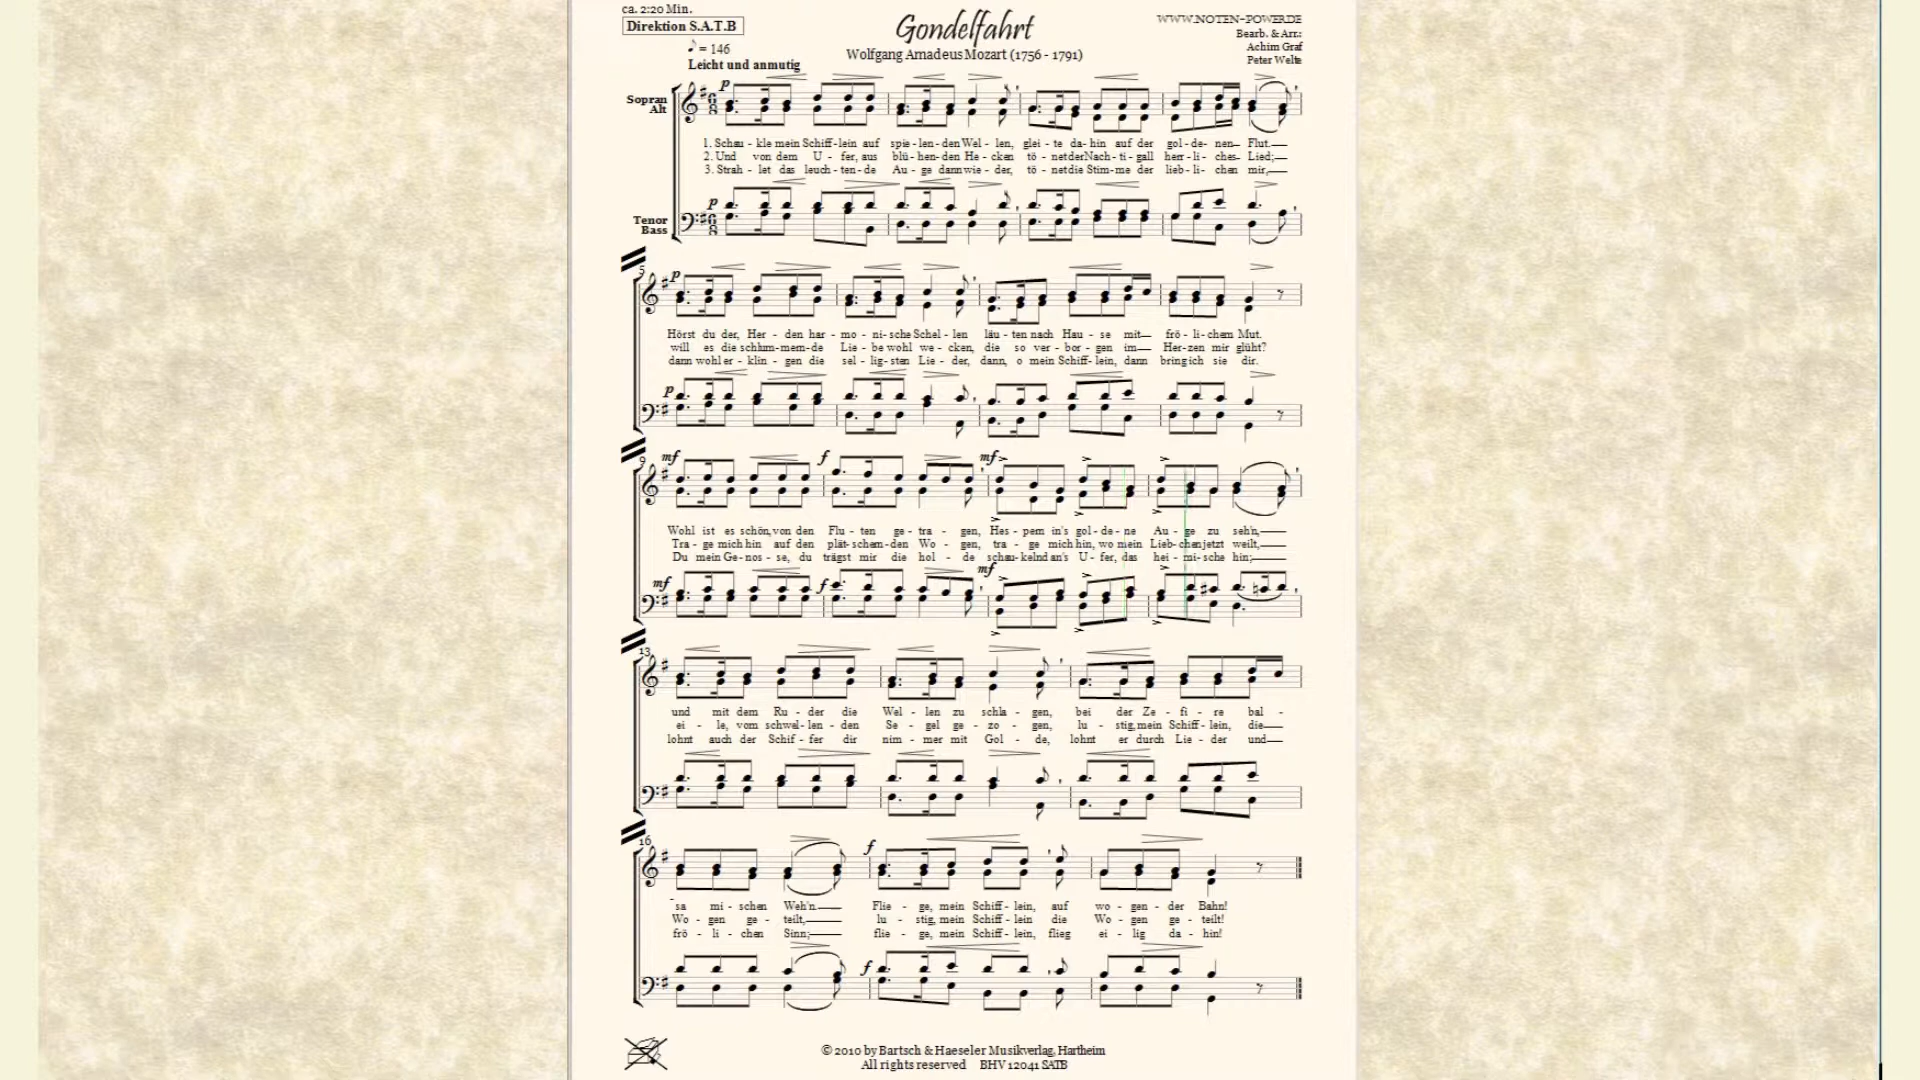 ca. 2:20 Min.
Direktion S.A.T.B
Gondelfahrt
WWW.NOTEN-POWER.DE
♪ = 146
Wolfgang Amadeus Mozart (1756 - 1791)
Bearb. & Arr.:
Achim Graf
Peter Welte
Leicht und anmutig
p
Sopran
Alt
1. Schau - kle mein Schiff - lein auf spie - len - den Wel - len, glei - te da - hin auf der gol - de - nen Flut.
2. Und von dem U - fer, aus blü - hen - den He - cken tö - net der Nach - ti - gall herr - li - ches Lied;
3. Strah - let das leuch - ten - de Au - ge dann wie - der, tö - net die Stim - me der lieb - li - chen mir,
p
Tenor
Bass
5
p
Hörst du der, Her - den har - mo - ni - sche Schel - len läu - ten nach Hau - se mit frö - li - chem Mut.
will es die schlum - mern - de Lie - be wohl we - cken, die so ver - bor - gen im Her - zen mir glüht?
dann wohl er - klin - gen die sel - lig - sten Lie - der, dann, o mein Schiff - lein, dann bring ich sie dir.
p
9
mf f mf
Wohl ist es schön, von den Flu - ten ge - tra - gen, Hes - pern in's gol - de - ne Au - ge zu seh'n,
Tra - ge mich hin auf den plät - schern - den Wo - gen, tra - ge mich hin, wo mein Lieb - chen jetzt weilt,
Du mein Ge - nos - se, du trägst mir die hol - de schau - kelnd an's U - fer, das hei - mi - sche hin;
mf f mf
13
und mit dem Ru - der die Wel - len zu schla - gen, bei der Ze - fi - re bal -
ei - le, vom schwel - len - den Se - gel ge - zo - gen, lu - stig, mein Schiff - lein, die
lohnt auch der Schif - fer dir nim - mer mit Gol - de, lohnt er durch Lie - der und
16
f
sa mi - schen Weh'n. Flie - ge, mein Schiff - lein, auf wo - gen - der Bahn!
Wo - gen ge - teilt, lu - stig, mein Schiff - lein die Wo - gen ge - teilt!
frö - li - chen Sinn; flie - ge, mein Schiff - lein, flieg ei - lig da - hin!
f
© 2010 by Bartsch & Haeseler Musikverlag, Hartheim
All rights reserved BHV 12041 SATB